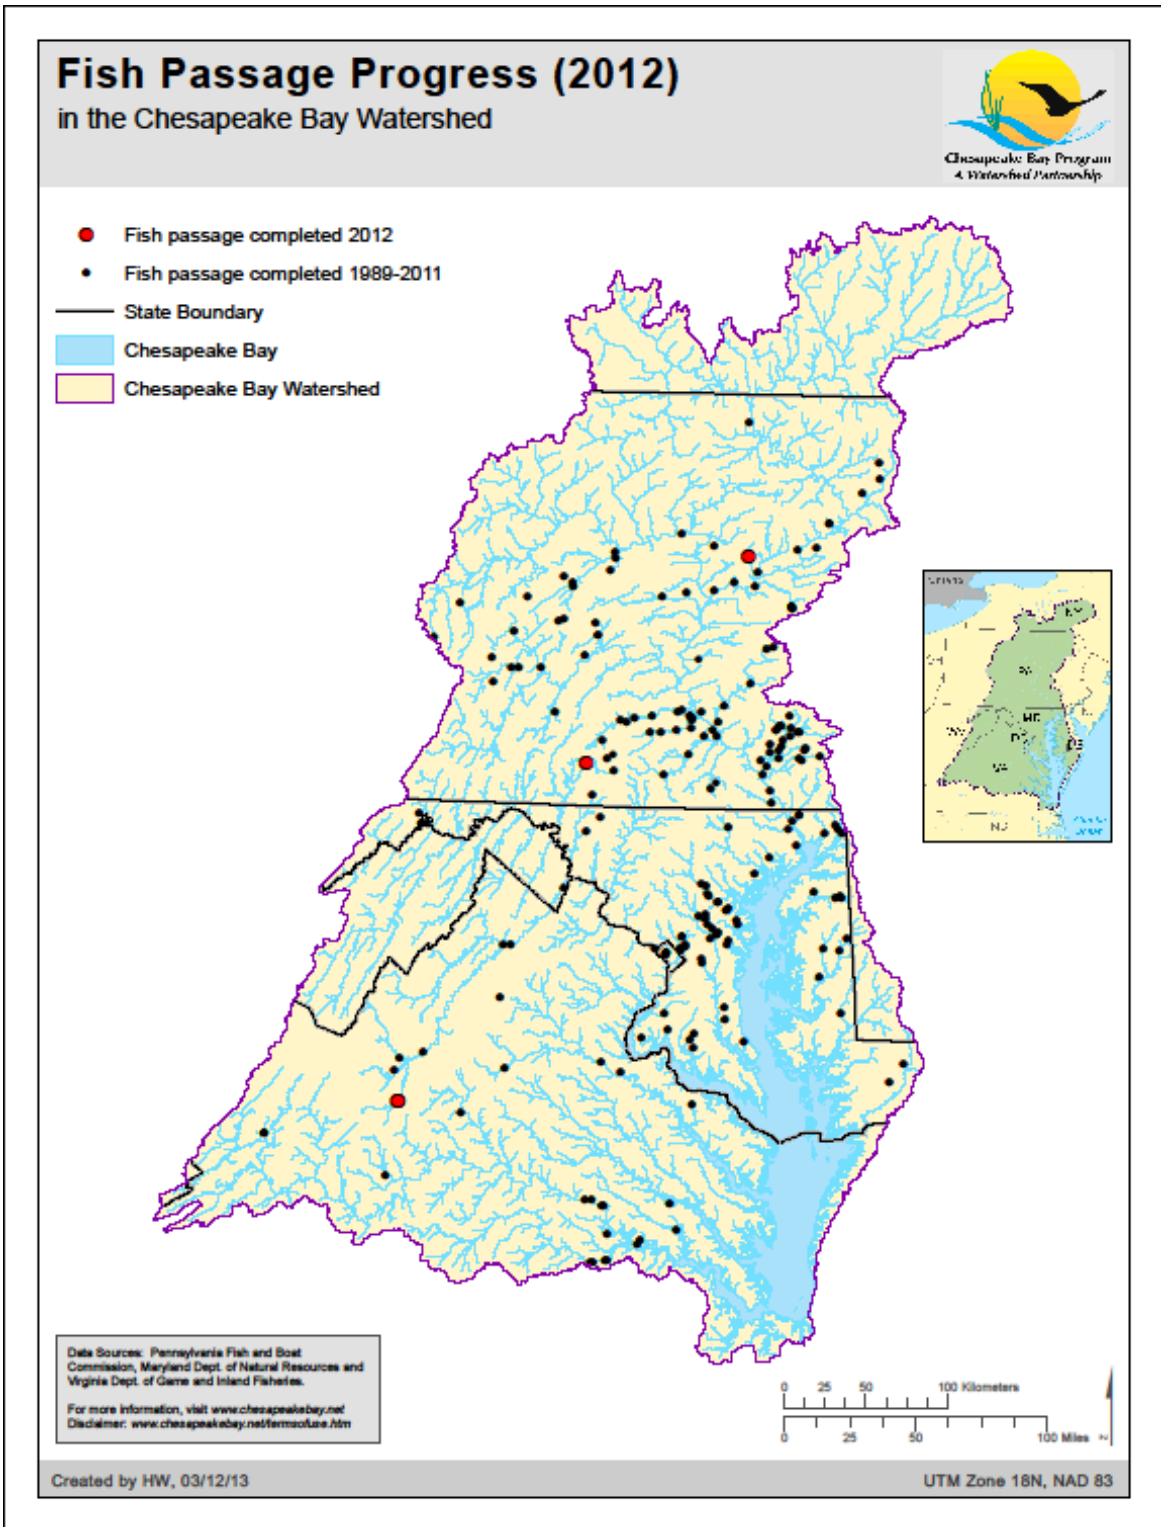 Fish Passage Progress (2012)
in the Chesapeake Bay Watershed
Chesapeake Bay Program
A Watershed Partnership
Fish passage completed 2012
Fish passage completed 1989-2011
State Boundary
Chesapeake Bay
Chesapeake Bay Watershed
NY
PA
MD
DE
VA
Data Sources: Pennsylvania Fish and Boat
Commission, Maryland Dept. of Natural Resources and
Virginia Dept. of Game and Inland Fisheries.
For more information, visit www.chesapeakebay.net
Disclaimer: www.chesapeakebay.net/termsofuse.htm
0 25 50 100 Kilometers
0 25 50 100 Miles
Created by HW, 03/12/13
UTM Zone 18N, NAD 83